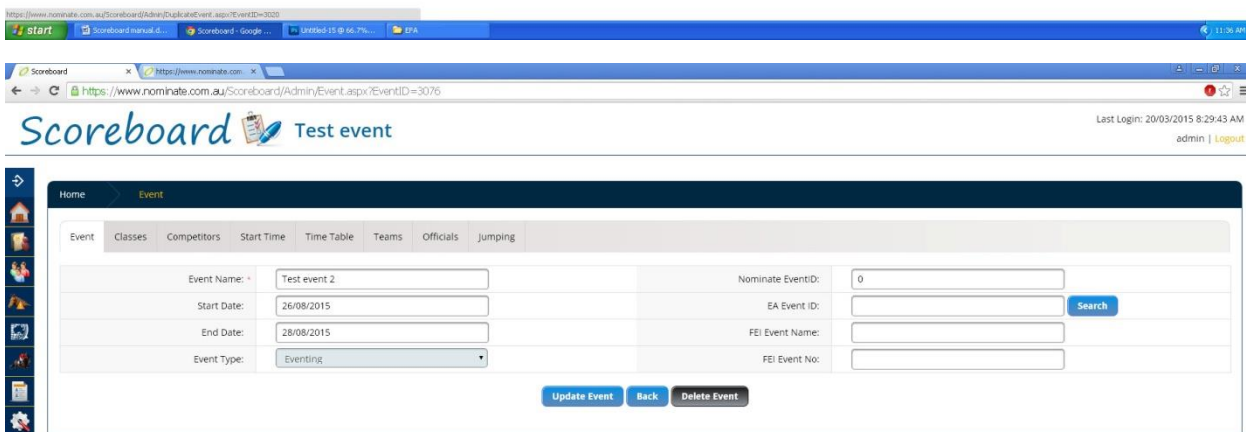 https://www.nominate.com.au/Scoreboard/Admin/DuplicateEvent.aspx?EventID=3020
start Scoreboard manual.d... Scoreboard - Google ... Untitled-15 @ 66.7%... EPA 11:36 AM
Scoreboard https://www.nominate.com.
https://www.nominate.com.au/Scoreboard/Admin/Event.aspx?EventID=3076
Scoreboard Test event
Last Login: 20/03/2015 8:29:43 AM
admin | Logout
Home Event
Event Classes Competitors Start Time Time Table Teams Officials Jumping
Event Name: * Test event 2 Nominate EventID: 0
Start Date: 26/08/2015 EA Event ID: Search
End Date: 28/08/2015 FEI Event Name:
Event Type: Eventing FEI Event No:
Update Event Back Delete Event